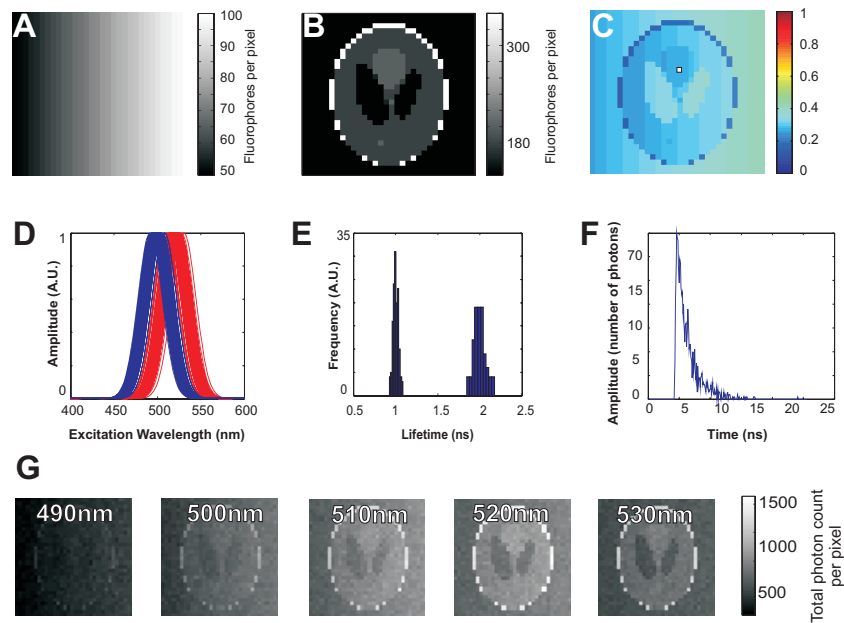 A
100
90
80
70
60
50
Fluorophores per pixel
B
300
180
Fluorophores per pixel
C
1
0.8
0.6
0.4
0.2
0
D
1
0
400
450
500
550
600
Amplitude (A.U.)
Excitation Wavelength (nm)
E
35
0
0.5
1
1.5
2
2.5
Frequency (A.U.)
Lifetime (ns)
F
70
15
10
5
0
0
5
10
15
20
25
Amplitude (number of photons)
Time (ns)
G
490nm
500nm
510nm
520nm
530nm
1500
1000
500
Total photon count
per pixel